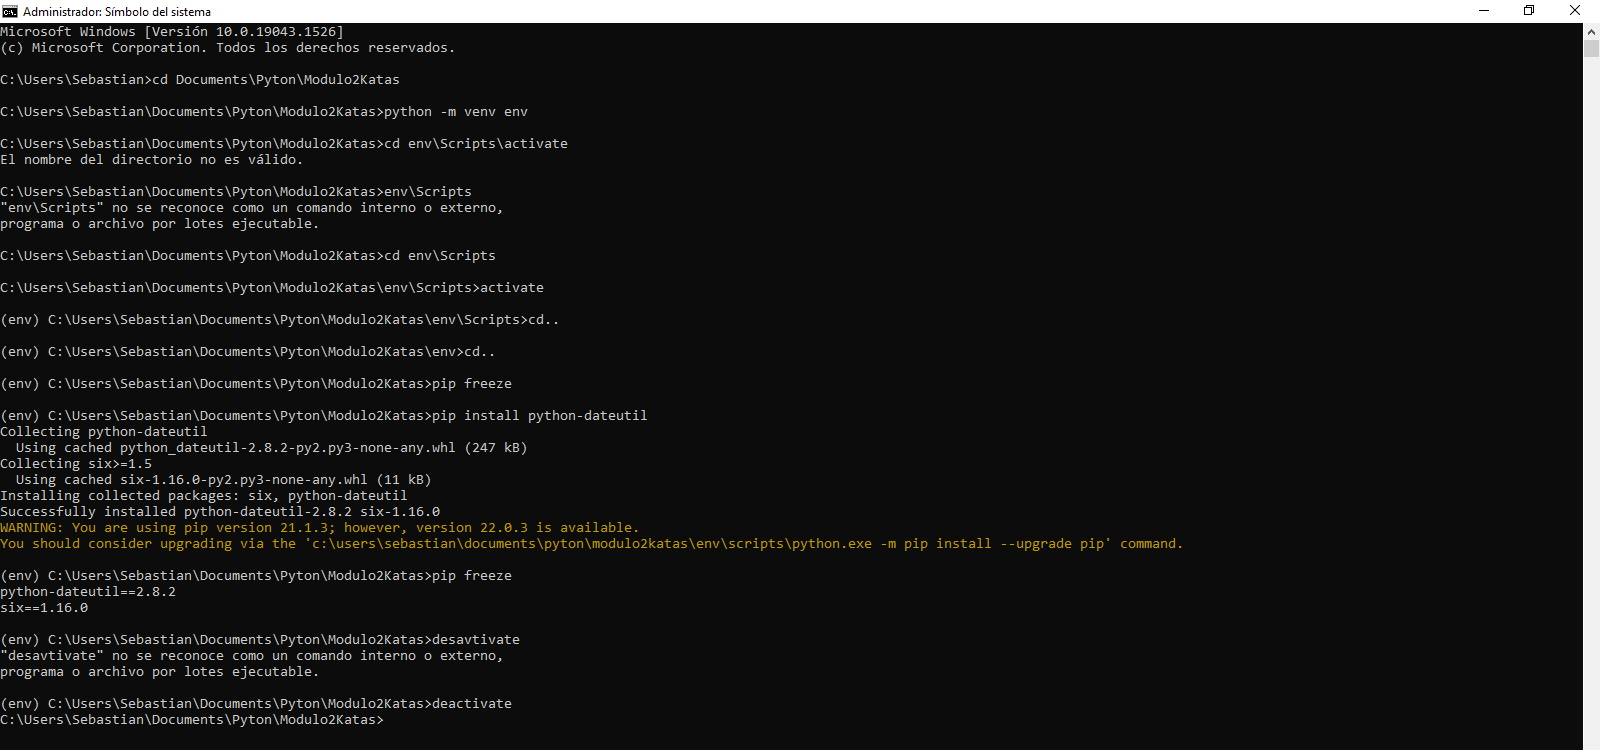 Administrador: Símbolo del sistema
Microsoft Windows [Versión 10.0.19043.1526]
(c) Microsoft Corporation. Todos los derechos reservados.
C:\Users\Sebastian>cd Documents\Pyton\Modulo2Katas
C:\Users\Sebastian\Documents\Pyton\Modulo2Katas>python -m venv env
C:\Users\Sebastian\Documents\Pyton\Modulo2Katas>cd env\Scripts\activate
El nombre del directorio no es válido.
C:\Users\Sebastian\Documents\Pyton\Modulo2Katas>env\Scripts
"env\Scripts" no se reconoce como un comando interno o externo,
programa o archivo por lotes ejecutable.
C:\Users\Sebastian\Documents\Pyton\Modulo2Katas>cd env\Scripts
C:\Users\Sebastian\Documents\Pyton\Modulo2Katas\env\Scripts>activate
(env) C:\Users\Sebastian\Documents\Pyton\Modulo2Katas\env\Scripts>cd..
(env) C:\Users\Sebastian\Documents\Pyton\Modulo2Katas\env>cd..
(env) C:\Users\Sebastian\Documents\Pyton\Modulo2Katas>pip freeze
(env) C:\Users\Sebastian\Documents\Pyton\Modulo2Katas>pip install python-dateutil
Collecting python-dateutil
  Using cached python_dateutil-2.8.2-py2.py3-none-any.whl (247 kB)
Collecting six>=1.5
  Using cached six-1.16.0-py2.py3-none-any.whl (11 kB)
Installing collected packages: six, python-dateutil
Successfully installed python-dateutil-2.8.2 six-1.16.0
WARNING: You are using pip version 21.1.3; however, version 22.0.3 is available.
You should consider upgrading via the 'c:\users\sebastian\documents\pyton\modulo2katas\env\scripts\python.exe -m pip install --upgrade pip' command.
(env) C:\Users\Sebastian\Documents\Pyton\Modulo2Katas>pip freeze
python-dateutil==2.8.2
six==1.16.0
(env) C:\Users\Sebastian\Documents\Pyton\Modulo2Katas>desavtivate
"desavtivate" no se reconoce como un comando interno o externo,
programa o archivo por lotes ejecutable.
(env) C:\Users\Sebastian\Documents\Pyton\Modulo2Katas>deactivate
C:\Users\Sebastian\Documents\Pyton\Modulo2Katas>